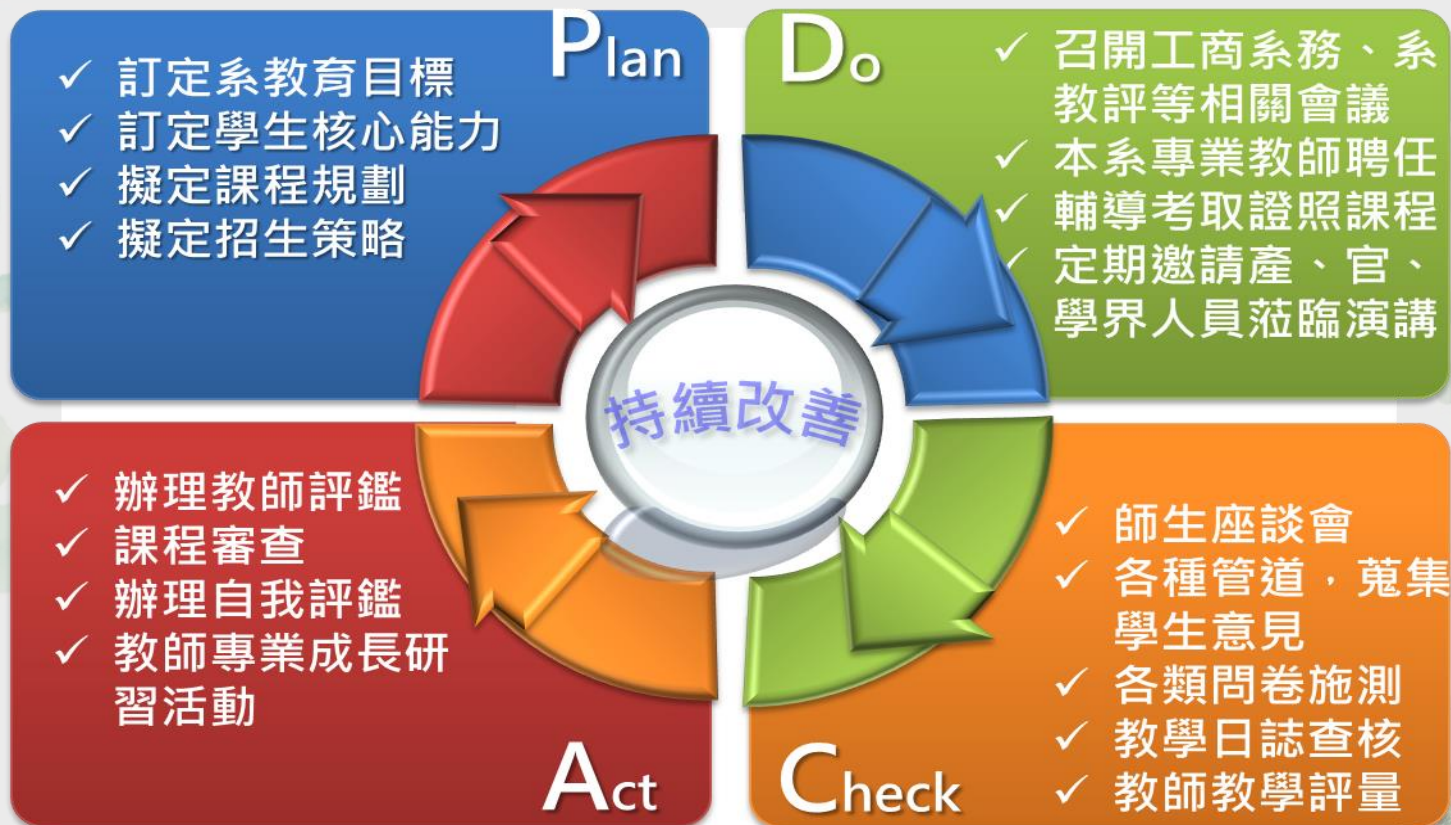 Plan
✓ 訂定系教育目標
✓ 訂定學生核心能力
✓ 擬定課程規劃
✓ 擬定招生策略
Do
✓ 召開工商系務、系
教評等相關會議
✓ 本系專業教師聘任
✓ 輔導考取證照課程
✓ 定期邀請產、官、
學界人員蒞臨演講
持續改善
✓ 辦理教師評鑑
✓ 課程審查
✓ 辦理自我評鑑
✓ 教師專業成長研
習活動
Act
✓ 師生座談會
✓ 各種管道，蒐集
學生意見
✓ 各類問卷施測
✓ 教學日誌查核
✓ 教師教學評量
Check